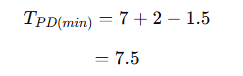 T_{PD(min)} = 7 + 2 − 1.5
= 7.5